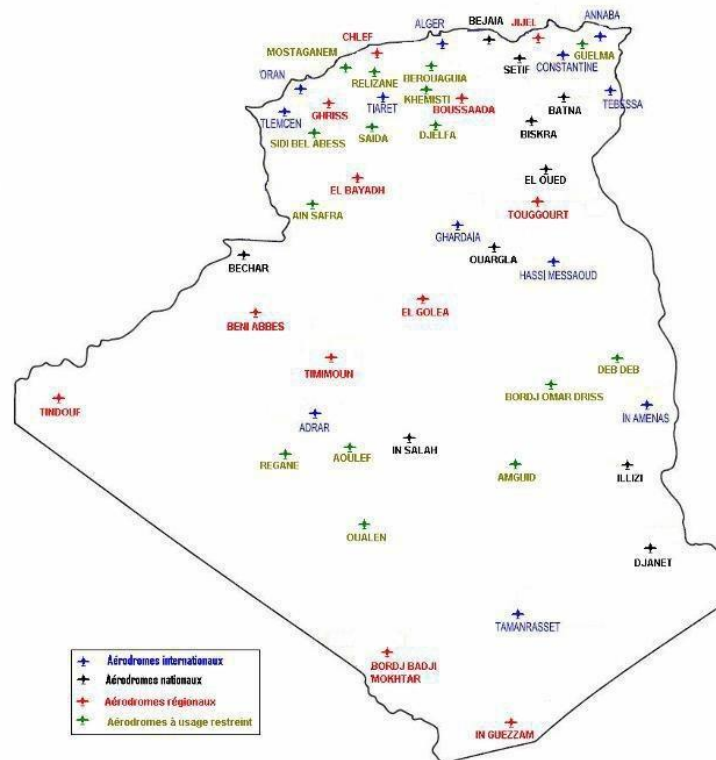 ALGER
BEJAIA
JIJEL
ANNABA
CHLEF
MOSTAGANEM
SETIF
CONSTANTINE
GUELMA
ORAN
RELIZANE
BEROUAGUIA
KHEMISTI
TIARET
BOUSSAADA
BATNA
TEBESSA
TLEMCEN
GHRISS
SIDI BEL ABESS
SAIDA
DJELFA
BISKRA
EL BAYADH
EL OUED
AIN SAFRA
TOUGGOURT
GHARDAIA
OUARGLA
BECHAR
HASSI MESSAOUD
BENI ABBES
EL GOLEA
TIMIMOUN
DEB DEB
TINDOUF
BORDJ OMAR DRISS
IN AMENAS
ADRAR
IN SALAH
REGANE
AOULEF
AMGUID
ILLIZI
OUALEN
DJANET
TAMANRASSET
BORDJ BADJI
MOKHTAR
IN GUEZZAM
Aérodromes internationaux
Aérodromes nationaux
Aérodromes régionaux
Aérodromes à usage restreint